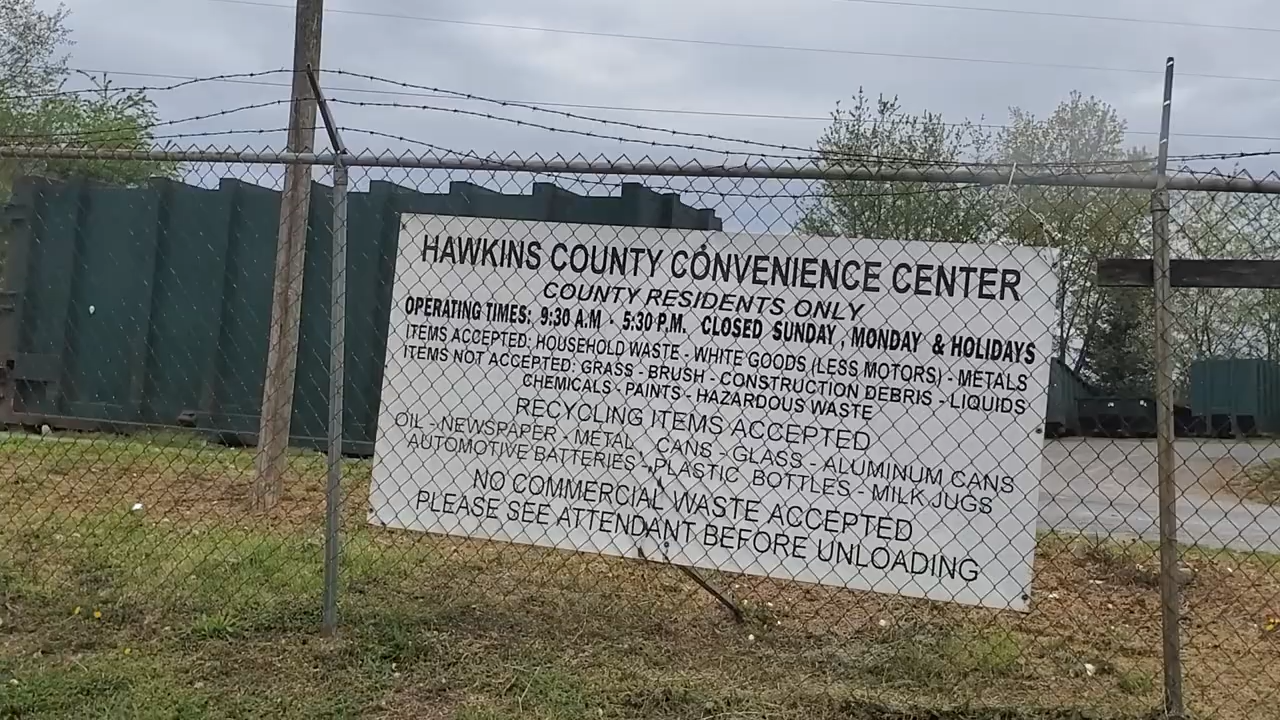 HAWKINS COUNTY CONVENIENCE CENTER
COUNTY RESIDENTS ONLY
OPERATING TIMES: 9:30 A.M - 5:30 P.M. CLOSED SUNDAY , MONDAY & HOLIDAYS
ITEMS ACCEPTED: HOUSEHOLD WASTE - WHITE GOODS (LESS MOTORS) - METALS
ITEMS NOT ACCEPTED: GRASS - BRUSH - CONSTRUCTION DEBRIS - LIQUIDS
CHEMICALS - PAINTS - HAZARDOUS WASTE
RECYCLING ITEMS ACCEPTED
OIL - NEWSPAPER - METAL CANS - GLASS - ALUMINUM CANS
AUTOMOTIVE BATTERIES - PLASTIC BOTTLES - MILK JUGS
NO COMMERCIAL WASTE ACCEPTED
PLEASE SEE ATTENDANT BEFORE UNLOADING